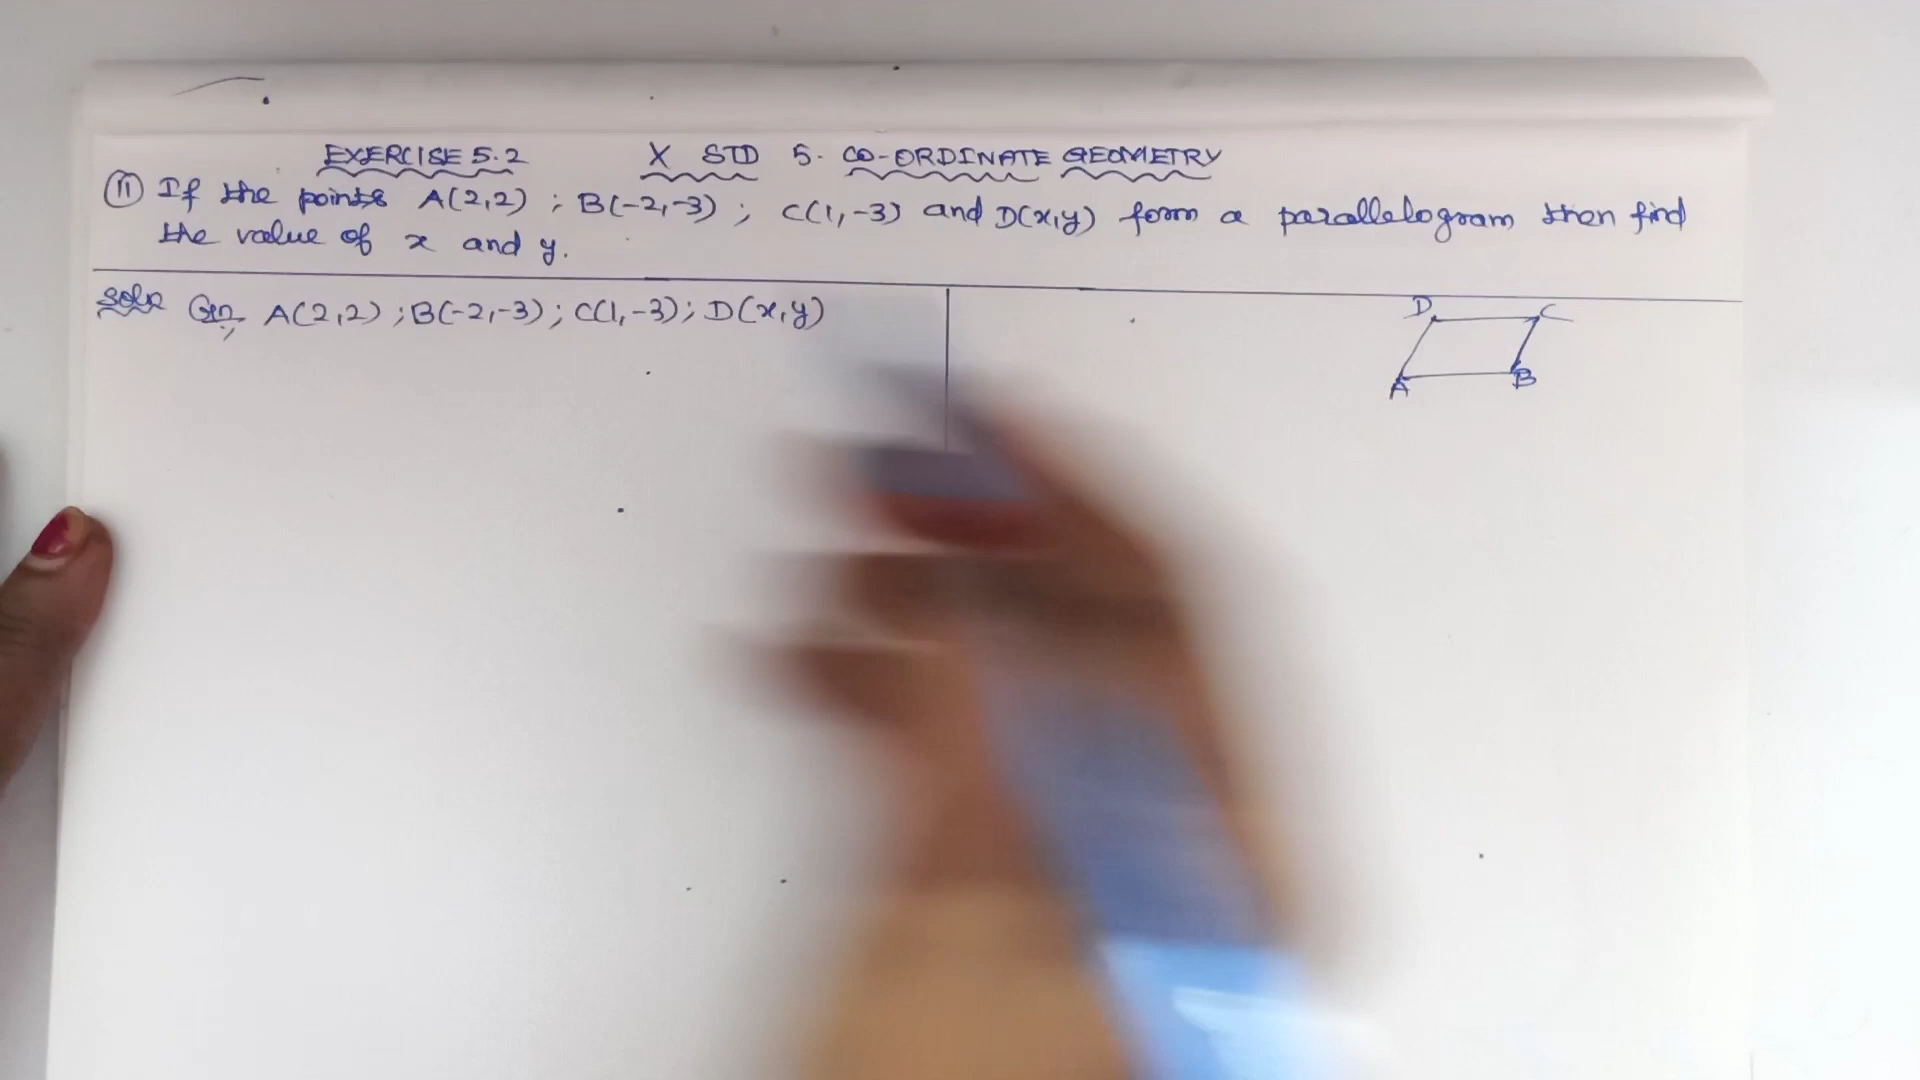 EXERCISE 5.2 X STD 5. CO-ORDINATE GEOMETRY
11 If the points A(2,2) ; B(-2,-3) ; C(1,-3) and D(x,y) form a parallelogram then find
the value of x and y.
Soln Gn, A(2,2) ; B(-2,-3) ; C(1,-3) ; D(x,y)
D C
A B